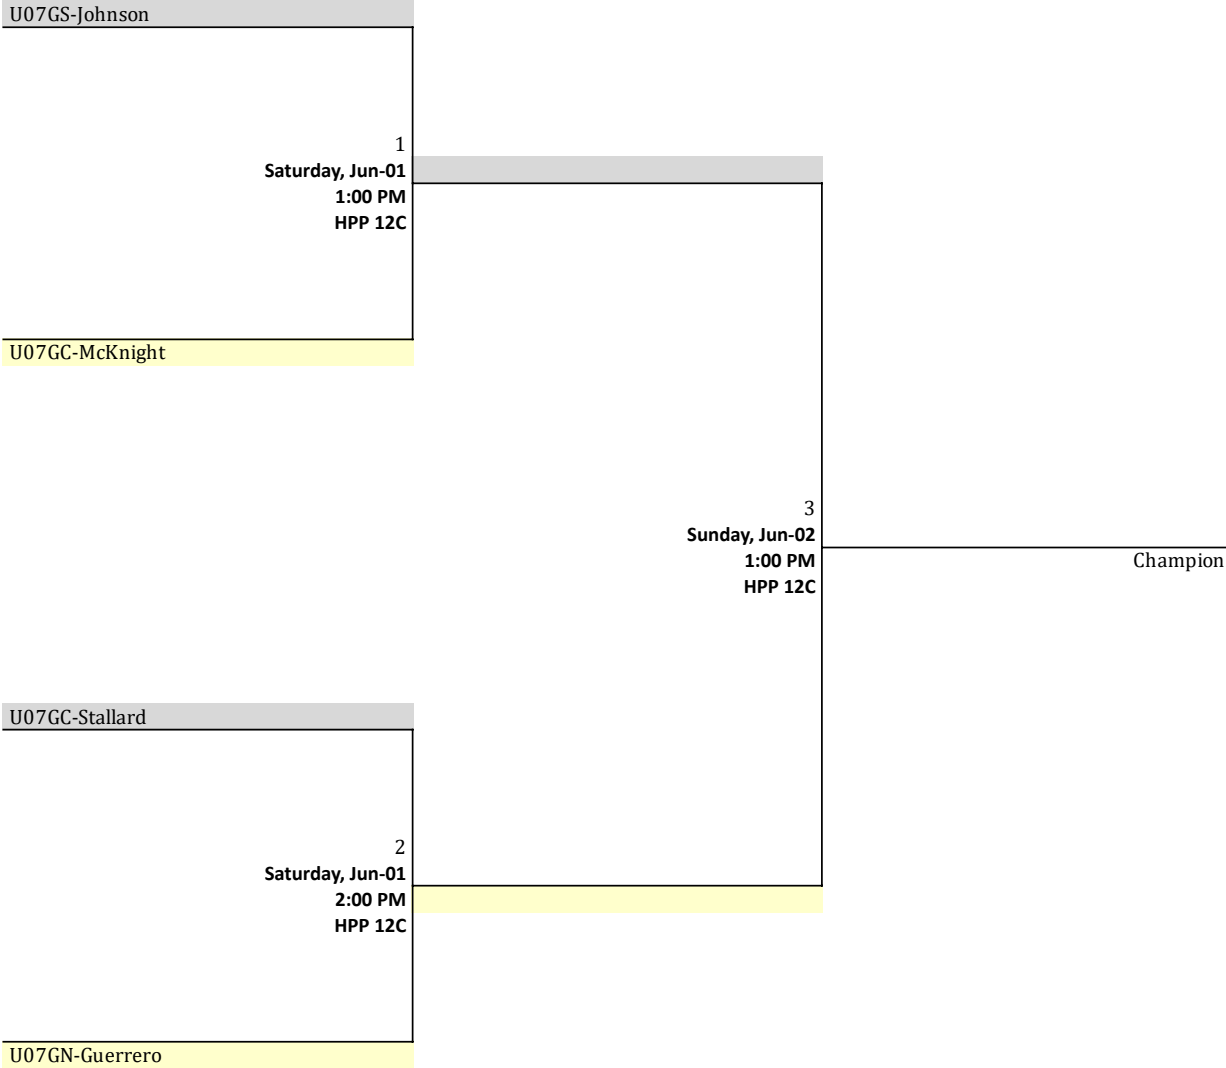 U07GS-Johnson
1
Saturday, Jun-01
1:00 PM
HPP 12C
U07GC-McKnight
3
Sunday, Jun-02
1:00 PM
HPP 12C
Champion
U07GC-Stallard
2
Saturday, Jun-01
2:00 PM
HPP 12C
U07GN-Guerrero